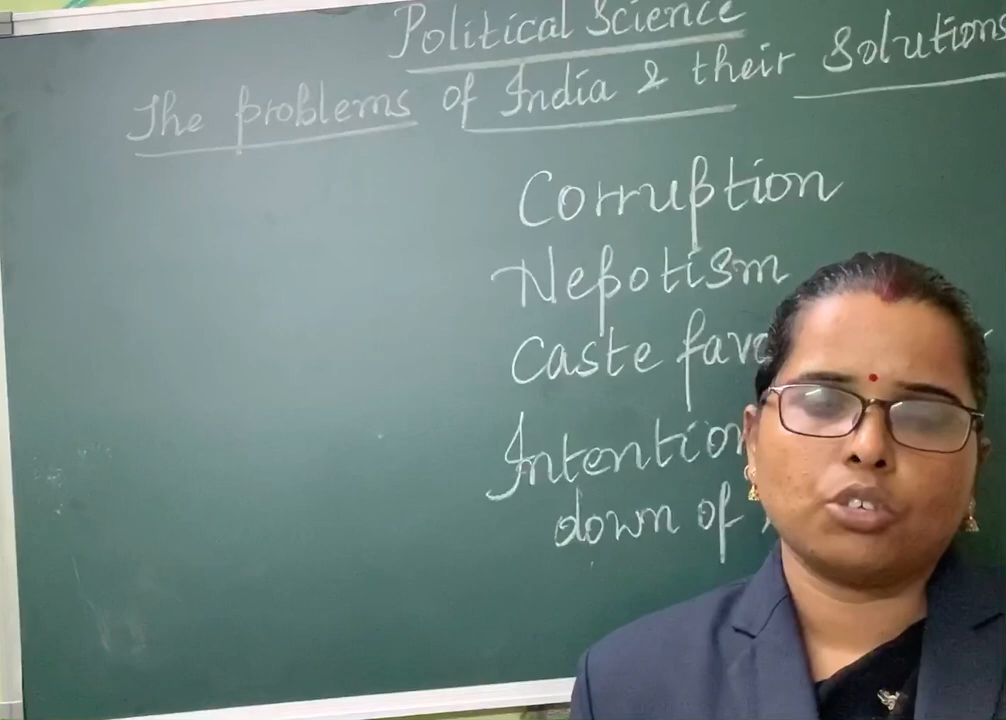 Political Science
The problems of India & their Solutions
Corruption
Nepotism
Caste
Intention
down of